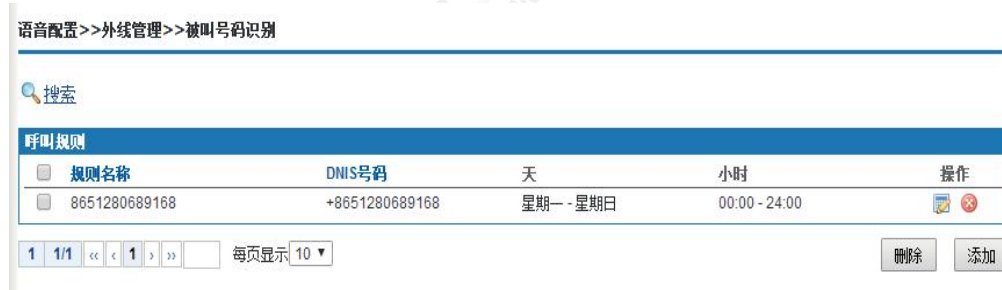 语音配置>>外线管理>>被叫号码识别
搜索
呼叫规则
规则名称 DNIS号码 天 小时 操作
8651280689168 +8651280689168 星期一 - 星期日 00:00 - 24:00
1 1/1 « ‹ 1 › » 每页显示 10 ▼ 删除 添加